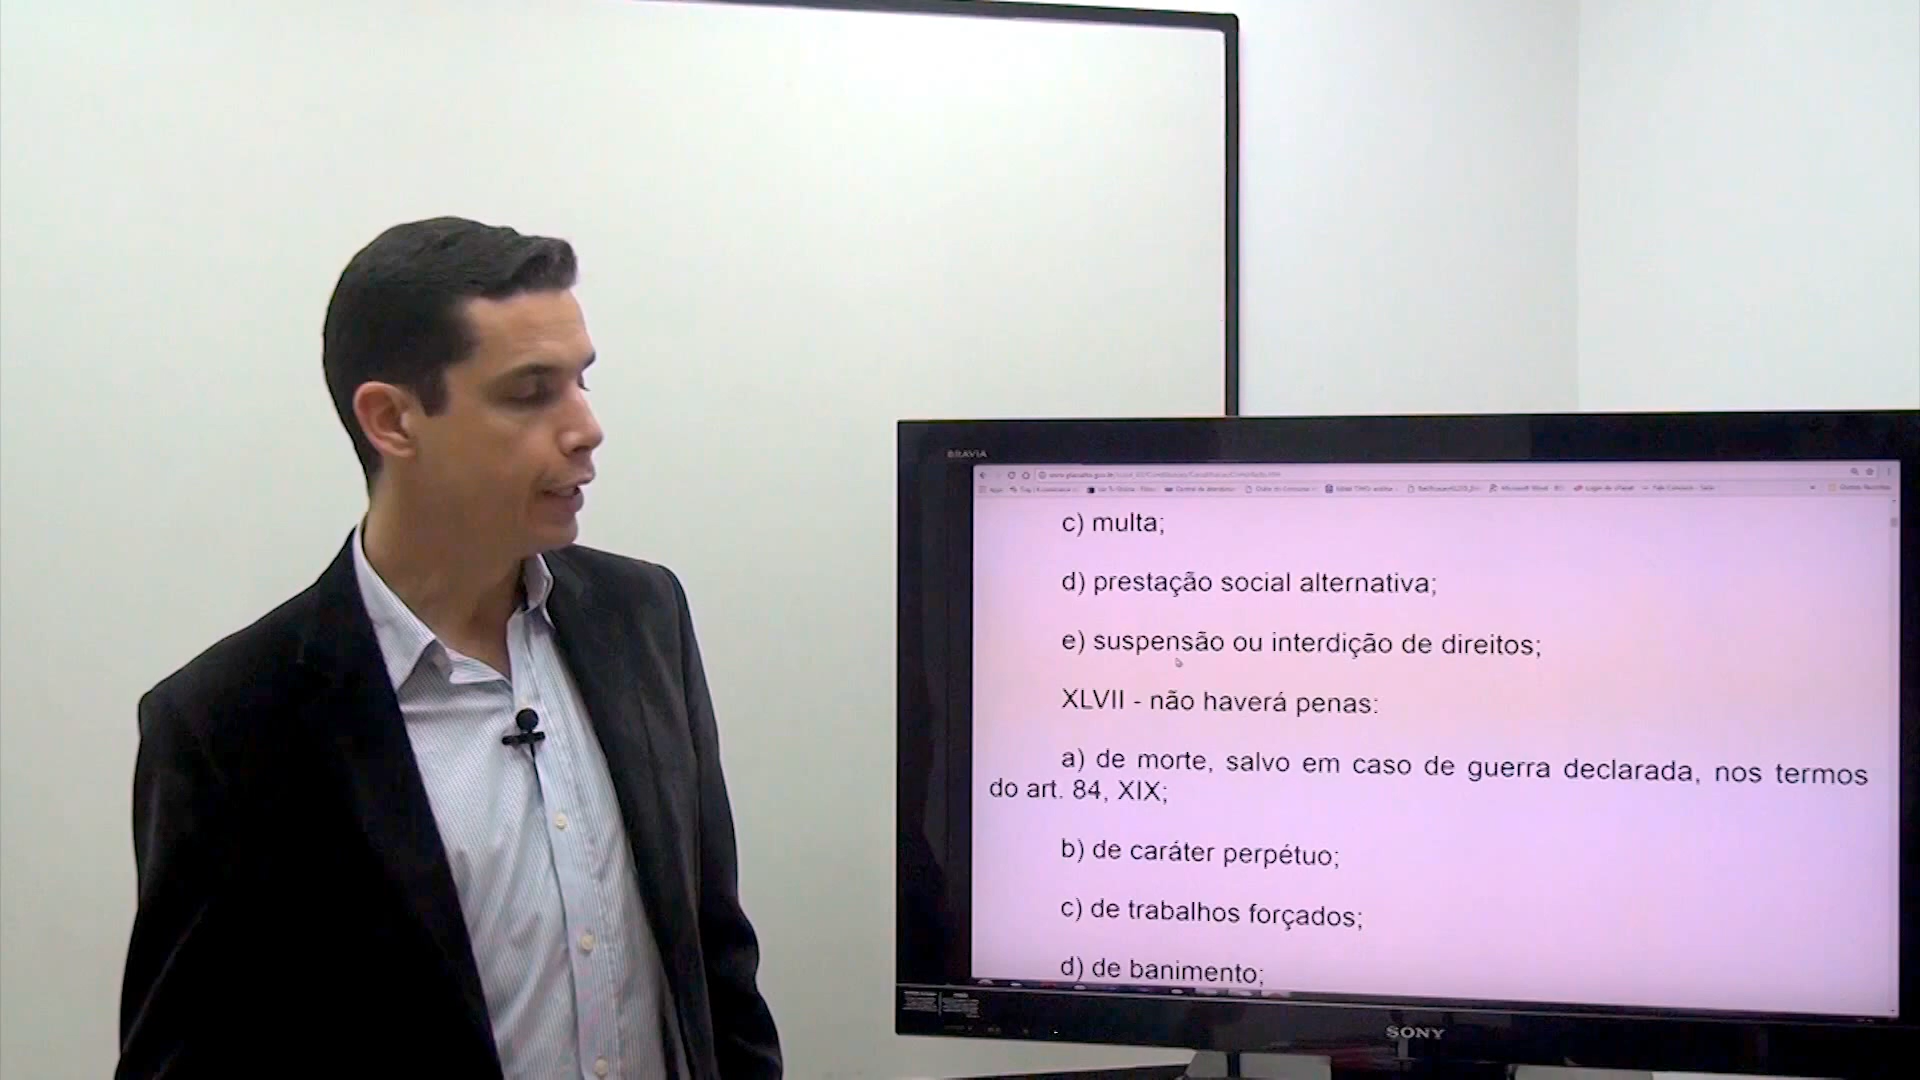 BRAVIA
c) multa;
d) prestação social alternativa;
e) suspensão ou interdição de direitos;
XLVII - não haverá penas:
a) de morte, salvo em caso de guerra declarada, nos termos
do art. 84, XIX;
b) de caráter perpétuo;
c) de trabalhos forçados;
d) de banimento;
SONY